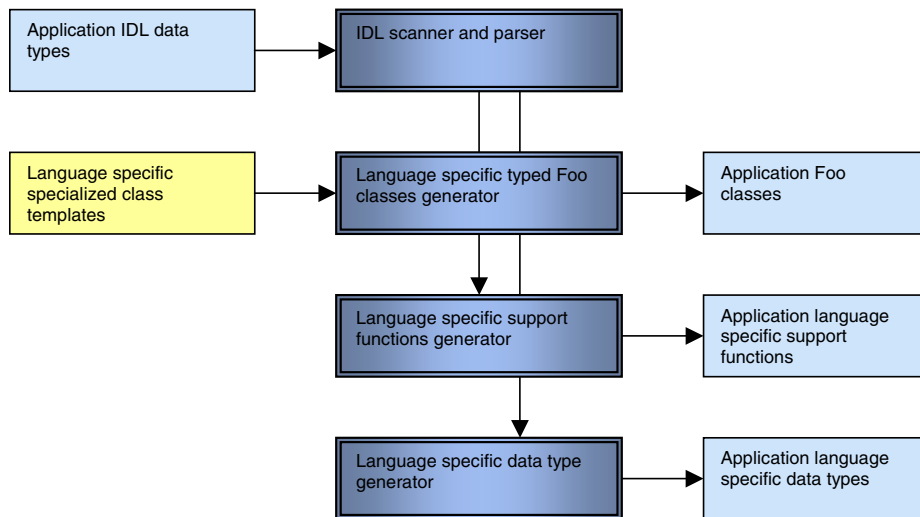 Application IDL data
types
IDL scanner and parser
Language specific
specialized class
templates
Language specific typed Foo
classes generator
Application Foo
classes
Language specific support
functions generator
Application language
specific support
functions
Language specific data type
generator
Application language
specific data types